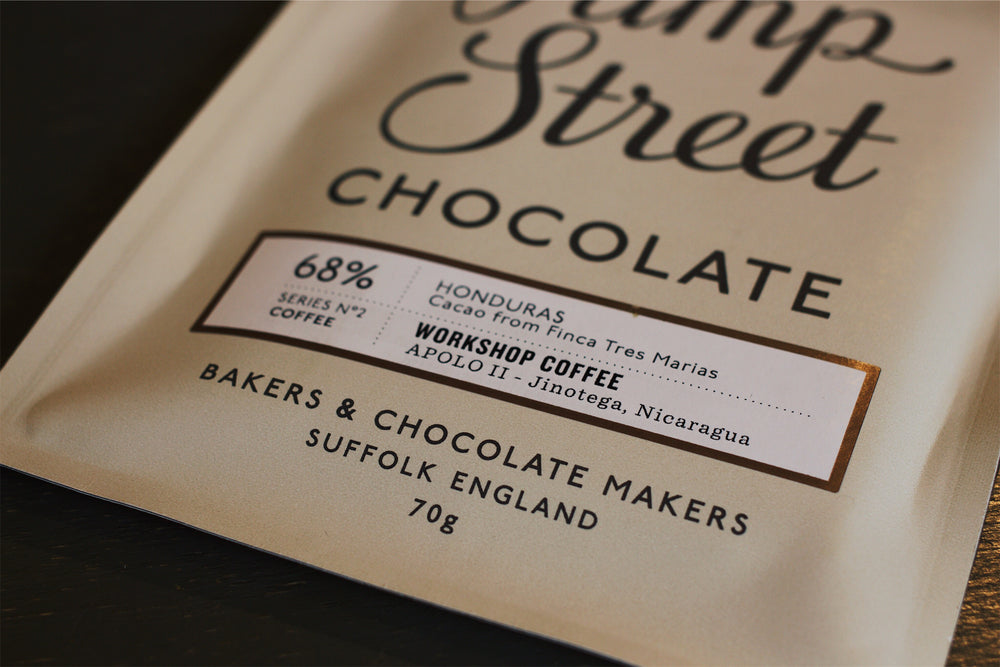 Street
CHOCOLATE
68%
SERIES Nº2
COFFEE
HONDURAS
Cacao from Finca Tres Marias
WORKSHOP COFFEE
APOLO II - Jinotega, Nicaragua
BAKERS & CHOCOLATE MAKERS
SUFFOLK ENGLAND
70g